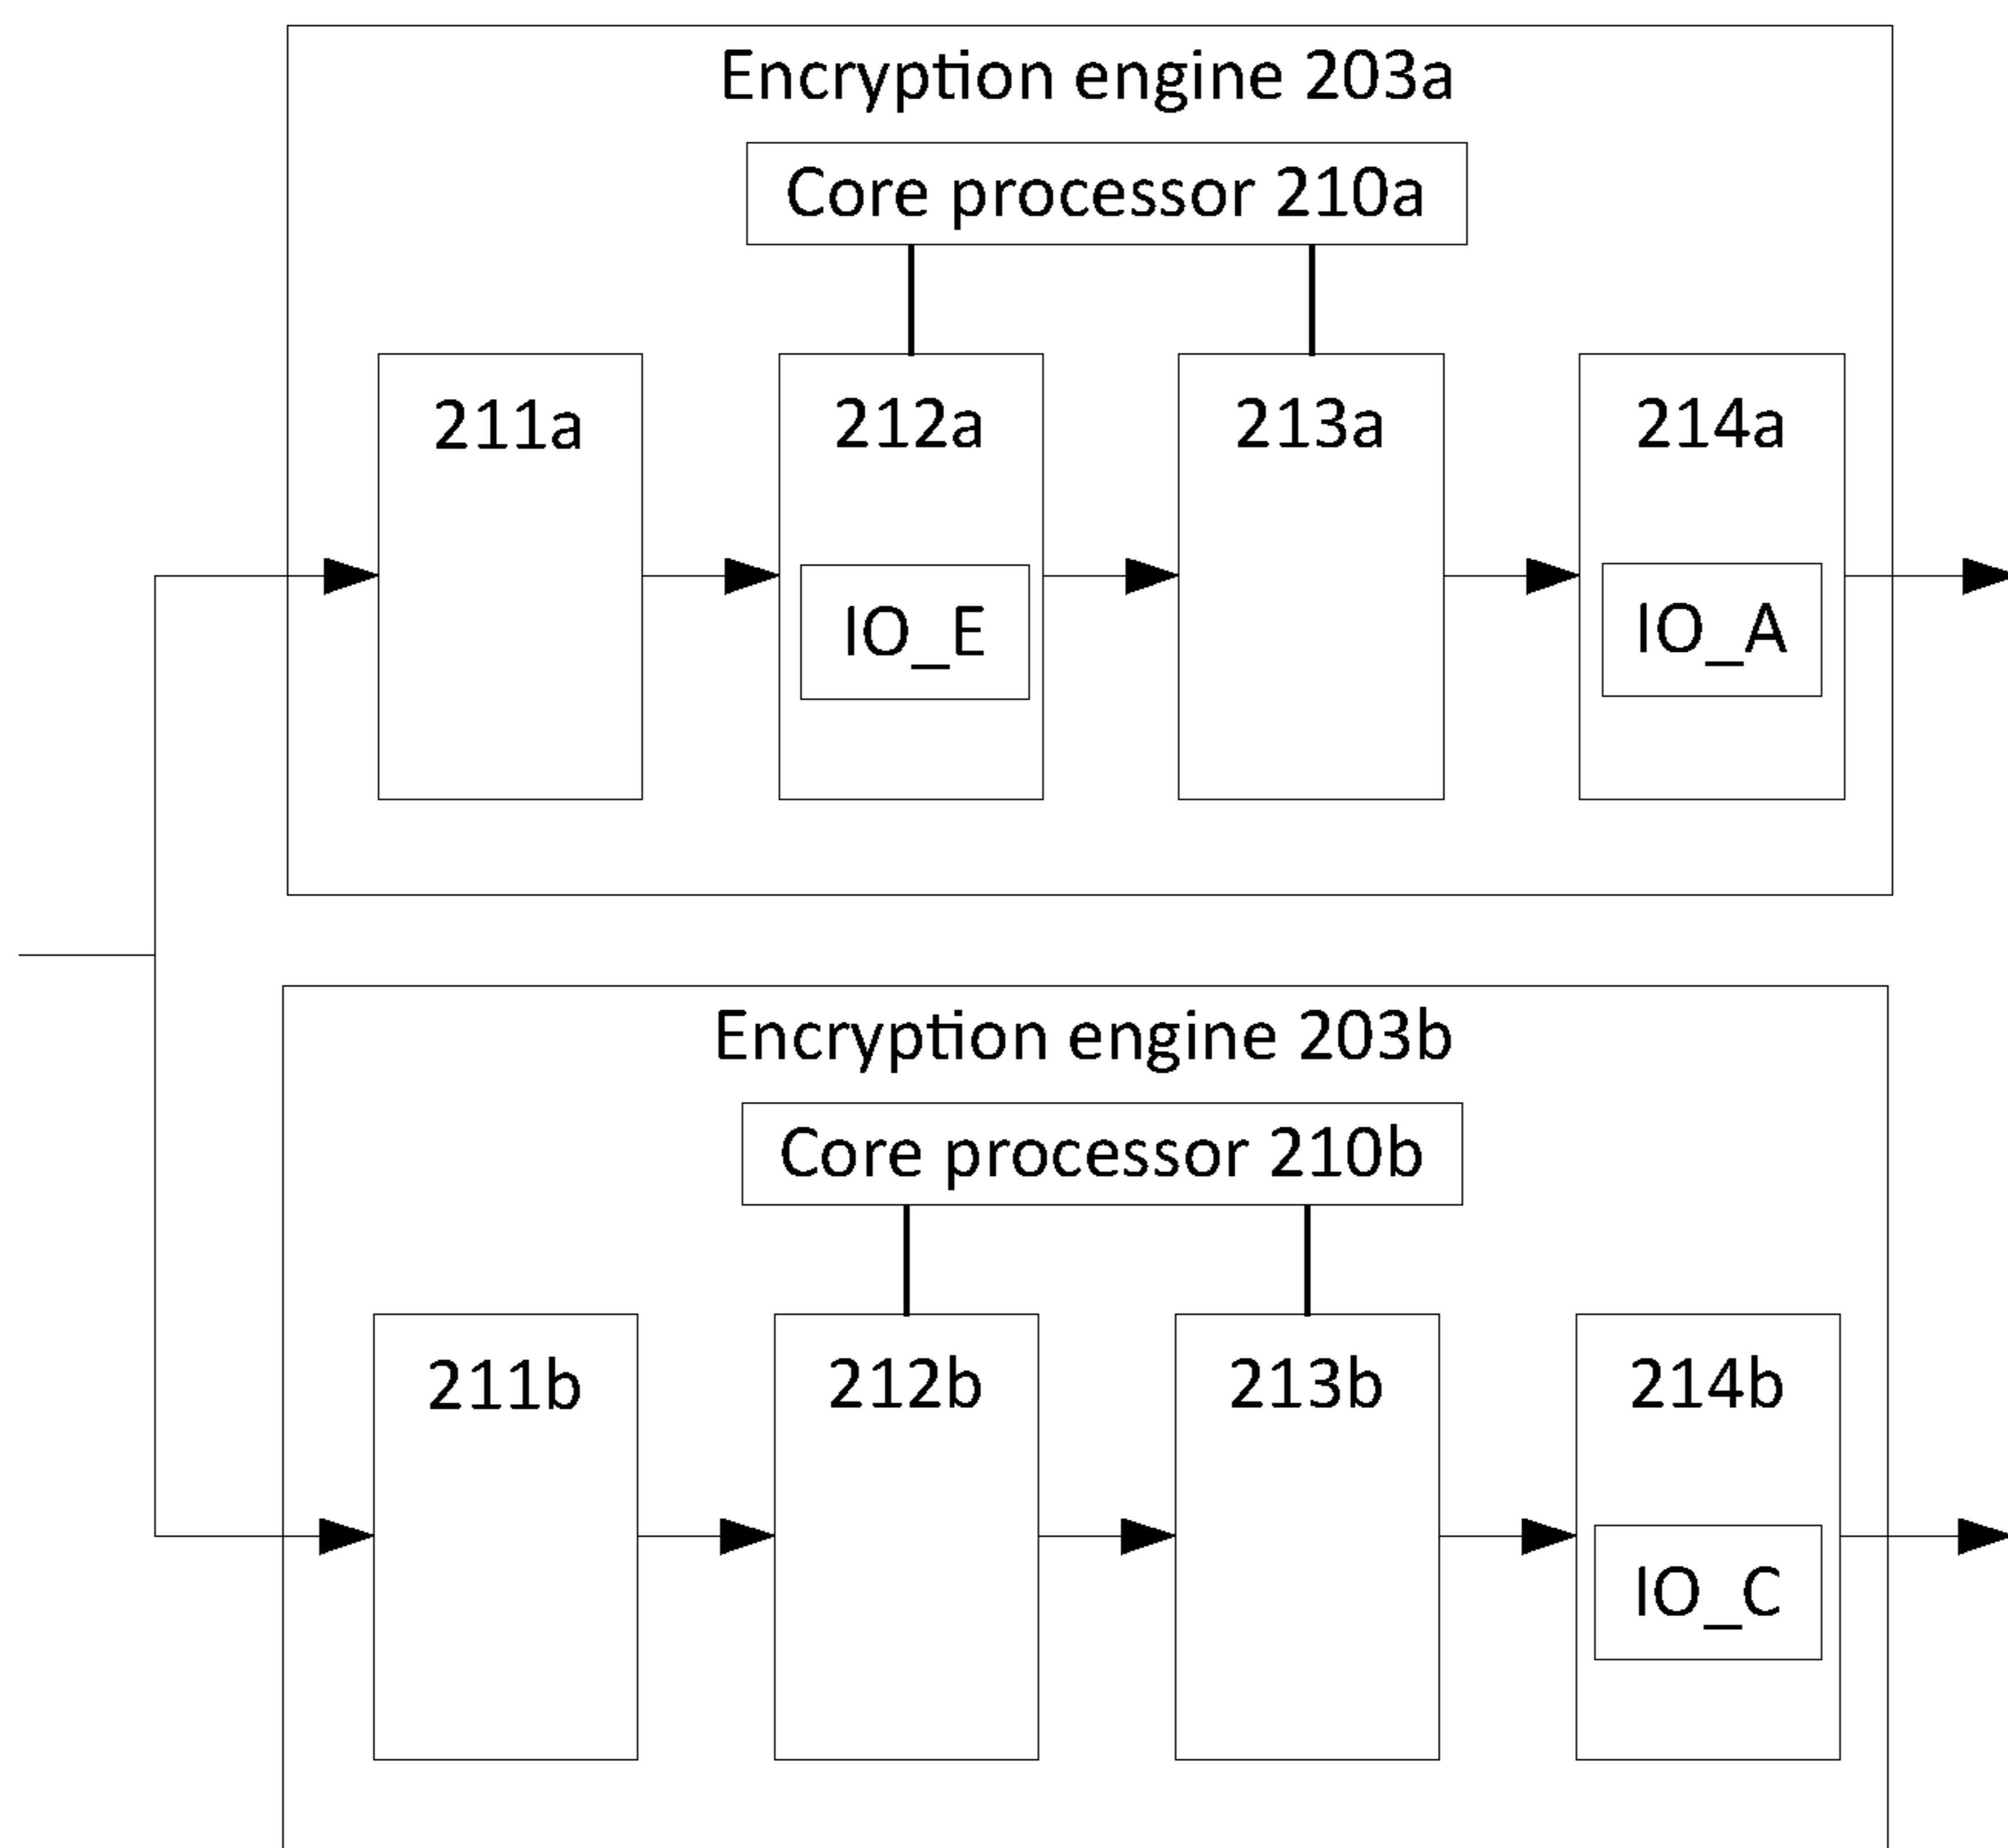 Encryption engine 203a
Core processor 210a
211a
212a
213a
214a
IO_E
IO_A
Encryption engine 203b
Core processor 210b
211b
212b
213b
214b
IO_C